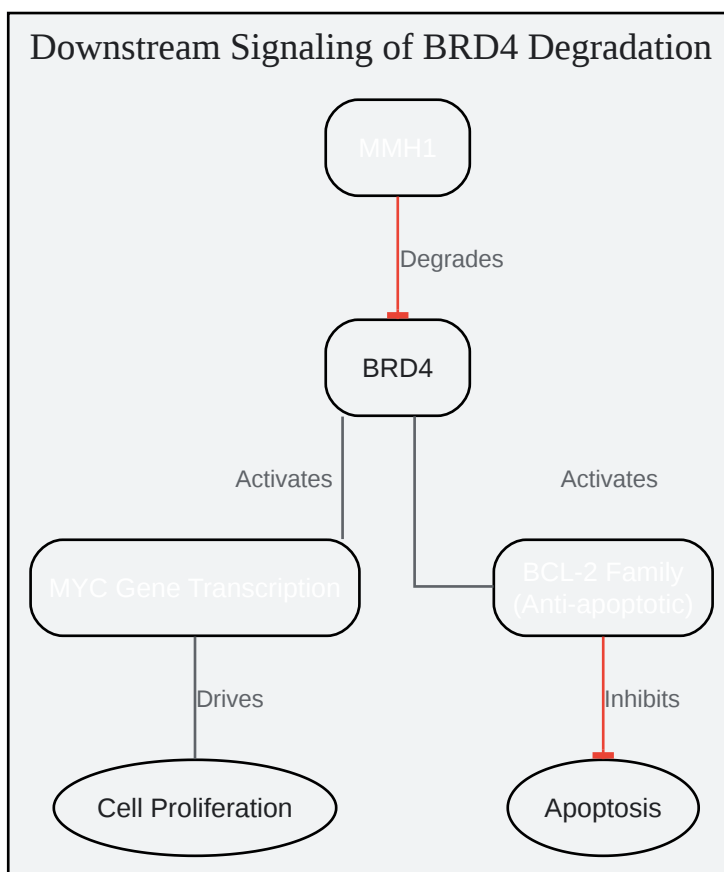 Downstream Signaling of BRD4 Degradation
MMH1
Degrades
BRD4
Activates
Activates
MYC Gene Transcription
BCL-2 Family
(Anti-apoptotic)
Drives
Inhibits
Cell Proliferation
Apoptosis